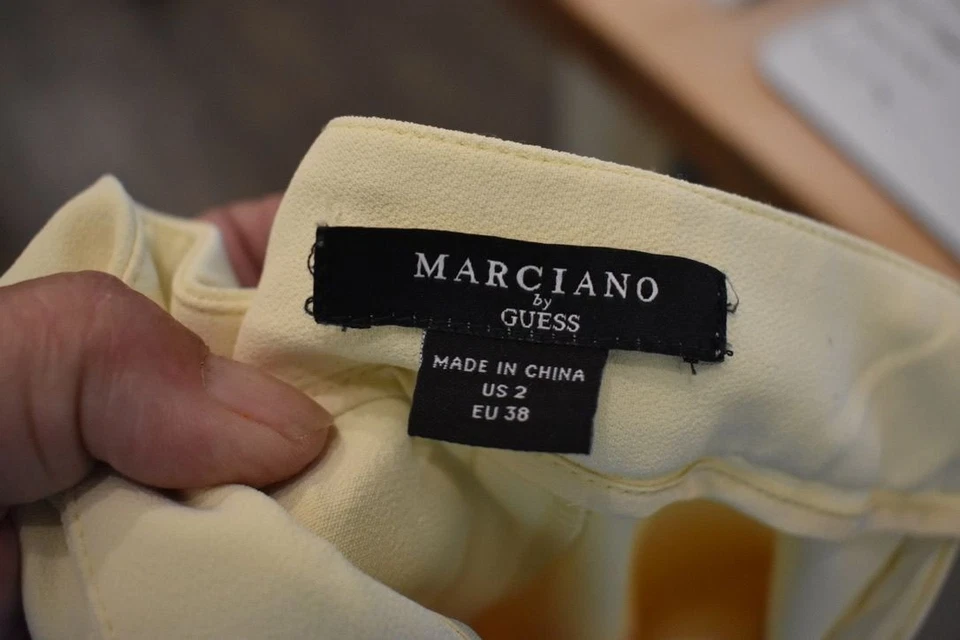 MARCIANO
by
GUESS
MADE IN CHINA
US 2
EU 38